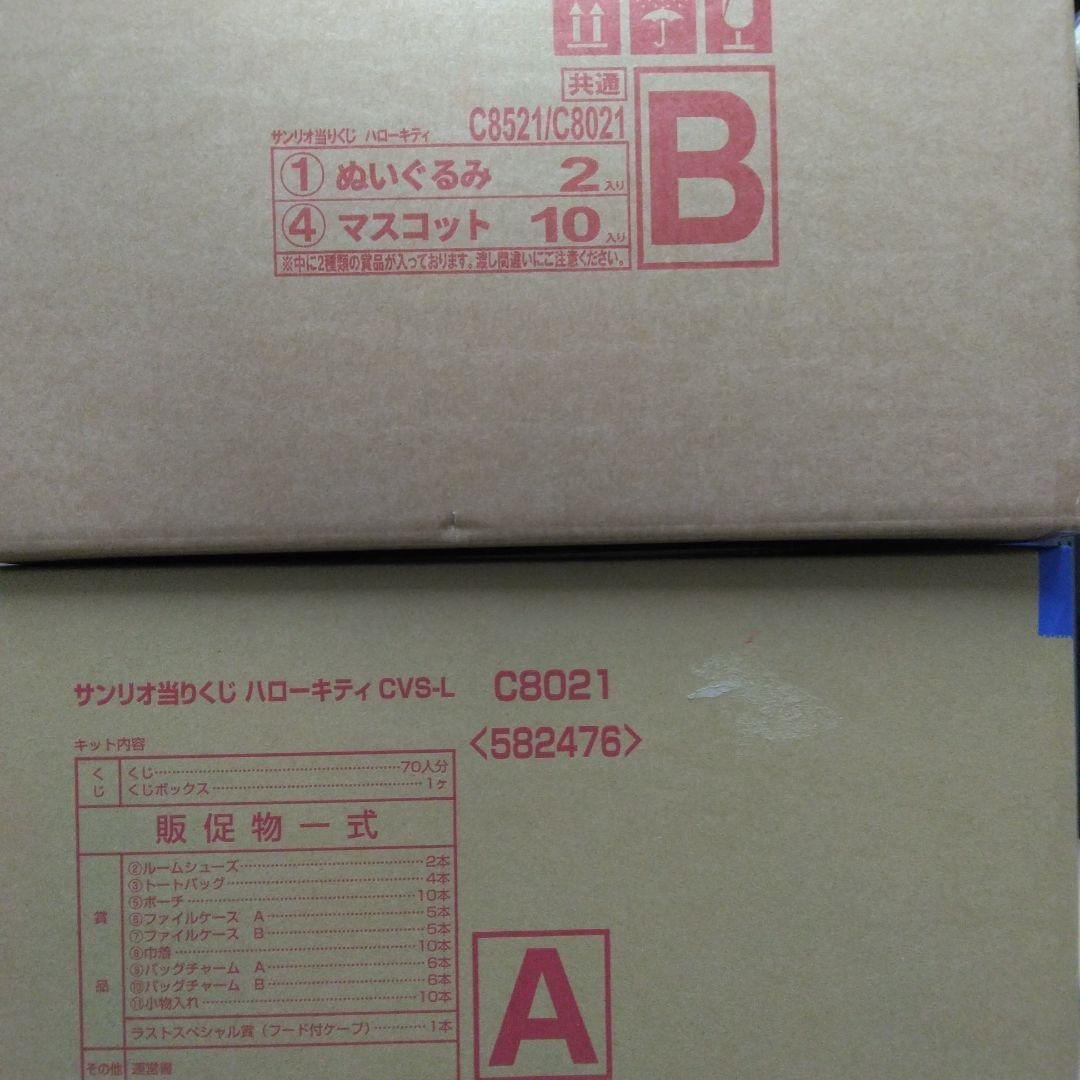 共通
サンリオ当りくじ ハローキティ C8521/C8021
① ぬいぐるみ 2入り
④ マスコット 10入り
※中に2種類の賞品が入っております。渡し間違いにご注意ください。
B
サンリオ当りくじ ハローキティ CVS-L C8021
<582476>
キット内容
くじ
くじ……………70人分
くじボックス……………1ヶ
販促物一式
賞品
②ルームシューズ……………2本
③トートバッグ……………4本
⑤ポーチ……………10本
⑥ファイルケース A……………5本
⑦ファイルケース B……………5本
⑧巾着……………10本
⑨バッグチャーム A……………6本
⑩バッグチャーム B……………6本
⑪小物入れ……………10本
ラストスペシャル賞（フード付ケープ）…………1本
その他 運営書
A